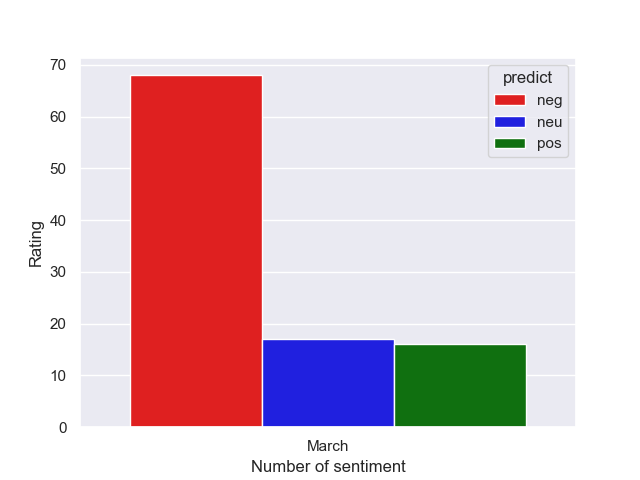 70
60
50
40
30
20
10
0
Rating
March
Number of sentiment
predict
neg
neu
pos